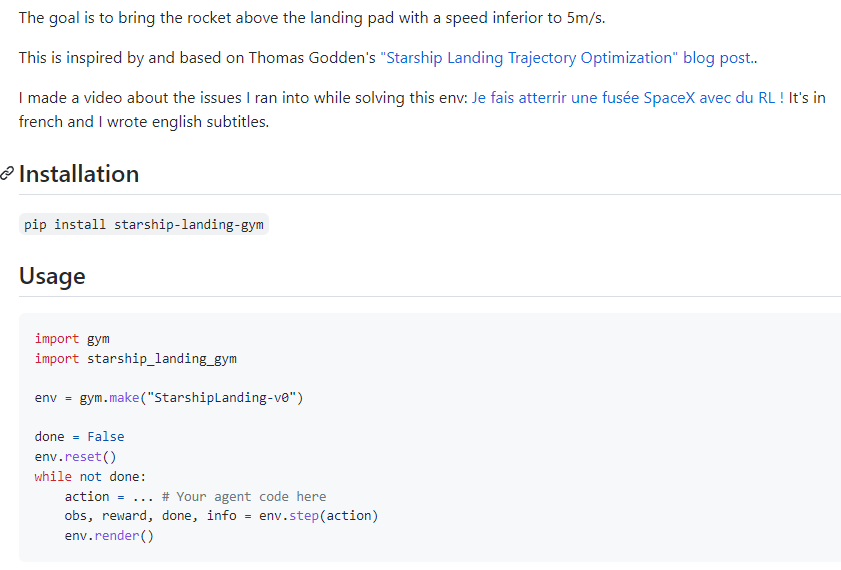 The goal is to bring the rocket above the landing pad with a speed inferior to 5m/s.
This is inspired by and based on Thomas Godden's "Starship Landing Trajectory Optimization" blog post..
I made a video about the issues I ran into while solving this env: Je fais atterrir une fusée SpaceX avec du RL ! It's in
french and I wrote english subtitles.
Installation
pip install starship-landing-gym
Usage
import gym
import starship_landing_gym
env = gym.make("StarshipLanding-v0")
done = False
env.reset()
while not done:
    action = ... # Your agent code here
    obs, reward, done, info = env.step(action)
    env.render()